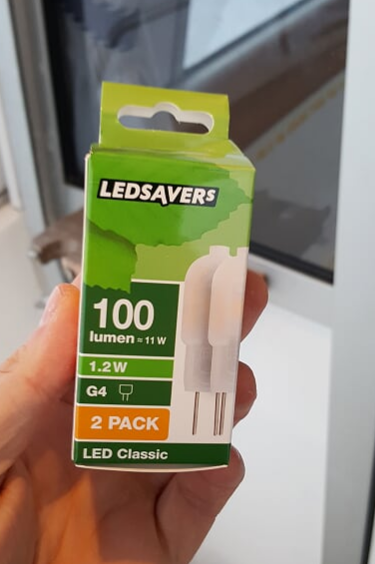 LEDSAVERS
100
lumen ≈ 11 W
1.2W
G4
2 PACK
LED Classic